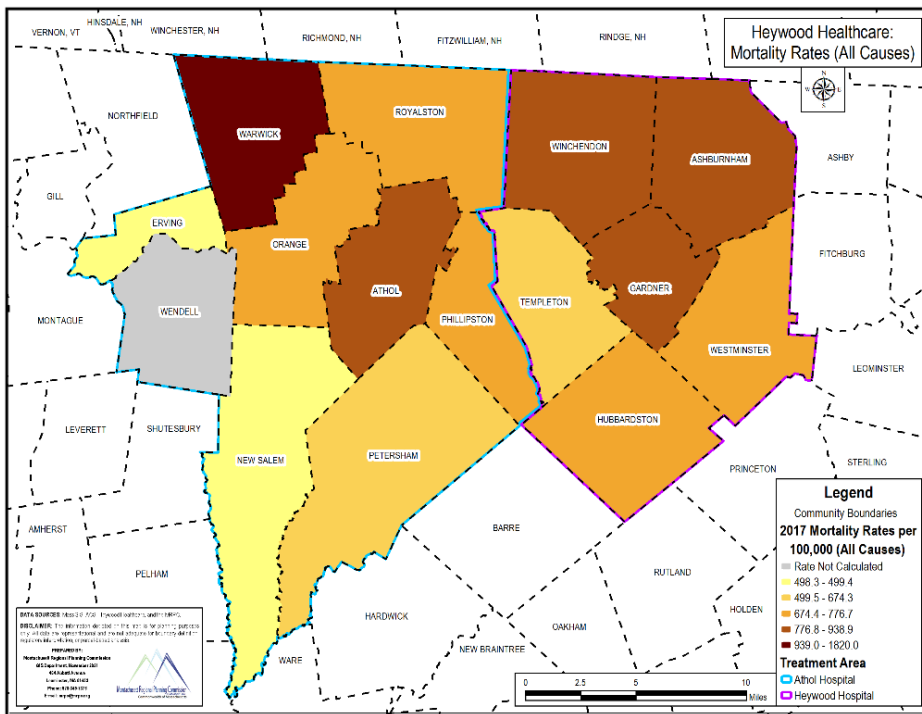 HINSDALE, NH
VERNON, VT
WINCHESTER, NH
RICHMOND, NH
FITZWILLIAM, NH
RINDGE, NH
Heywood Healthcare:
Mortality Rates (All Causes)
N
W
E
S
NORTHFIELD
ROYALSTON
WARWICK
WINCHENDON
ASHBURNHAM
ASHBY
GILL
ERVING
ORANGE
FITCHBURG
ATHOL
GARDNER
TEMPLETON
WENDELL
PHILLIPSTON
MONTAGUE
WESTMINSTER
LEOMINSTER
HUBBARDSTON
LEVERETT
SHUTESBURY
NEW SALEM
PETERSHAM
PRINCETON
STERLING
AMHERST
BARRE
PELHAM
RUTLAND
HARDWICK
HOLDEN
OAKHAM
NEW BRAINTREE
WARE
Legend
Community Boundaries
2017 Mortality Rates per
100,000 (All Causes)
Rate Not Calculated
498.3 - 499.4
499.5 - 674.3
674.4 - 776.7
776.8 - 938.9
939.0 - 1820.0
Treatment Area
Athol Hospital
Heywood Hospital
DATA SOURCES:
DISCLAIMER:
PREPARED BY:
Montachusett Regional Planning Commission
0
2.5
5
10
Miles